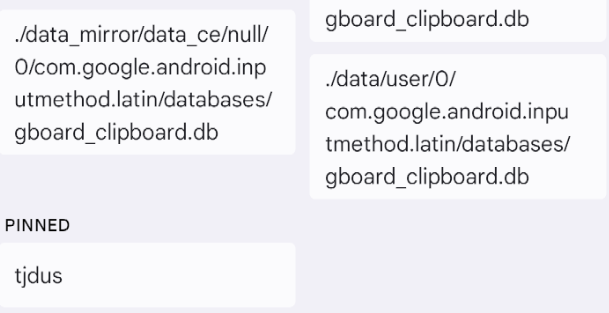 ./data_mirror/data_ce/null/
0/com.google.android.inp
utmethod.latin/databases/
gboard_clipboard.db
gboard_clipboard.db
./data/user/0/
com.google.android.inpu
tmethod.latin/databases/
gboard_clipboard.db
PINNED
tjdus